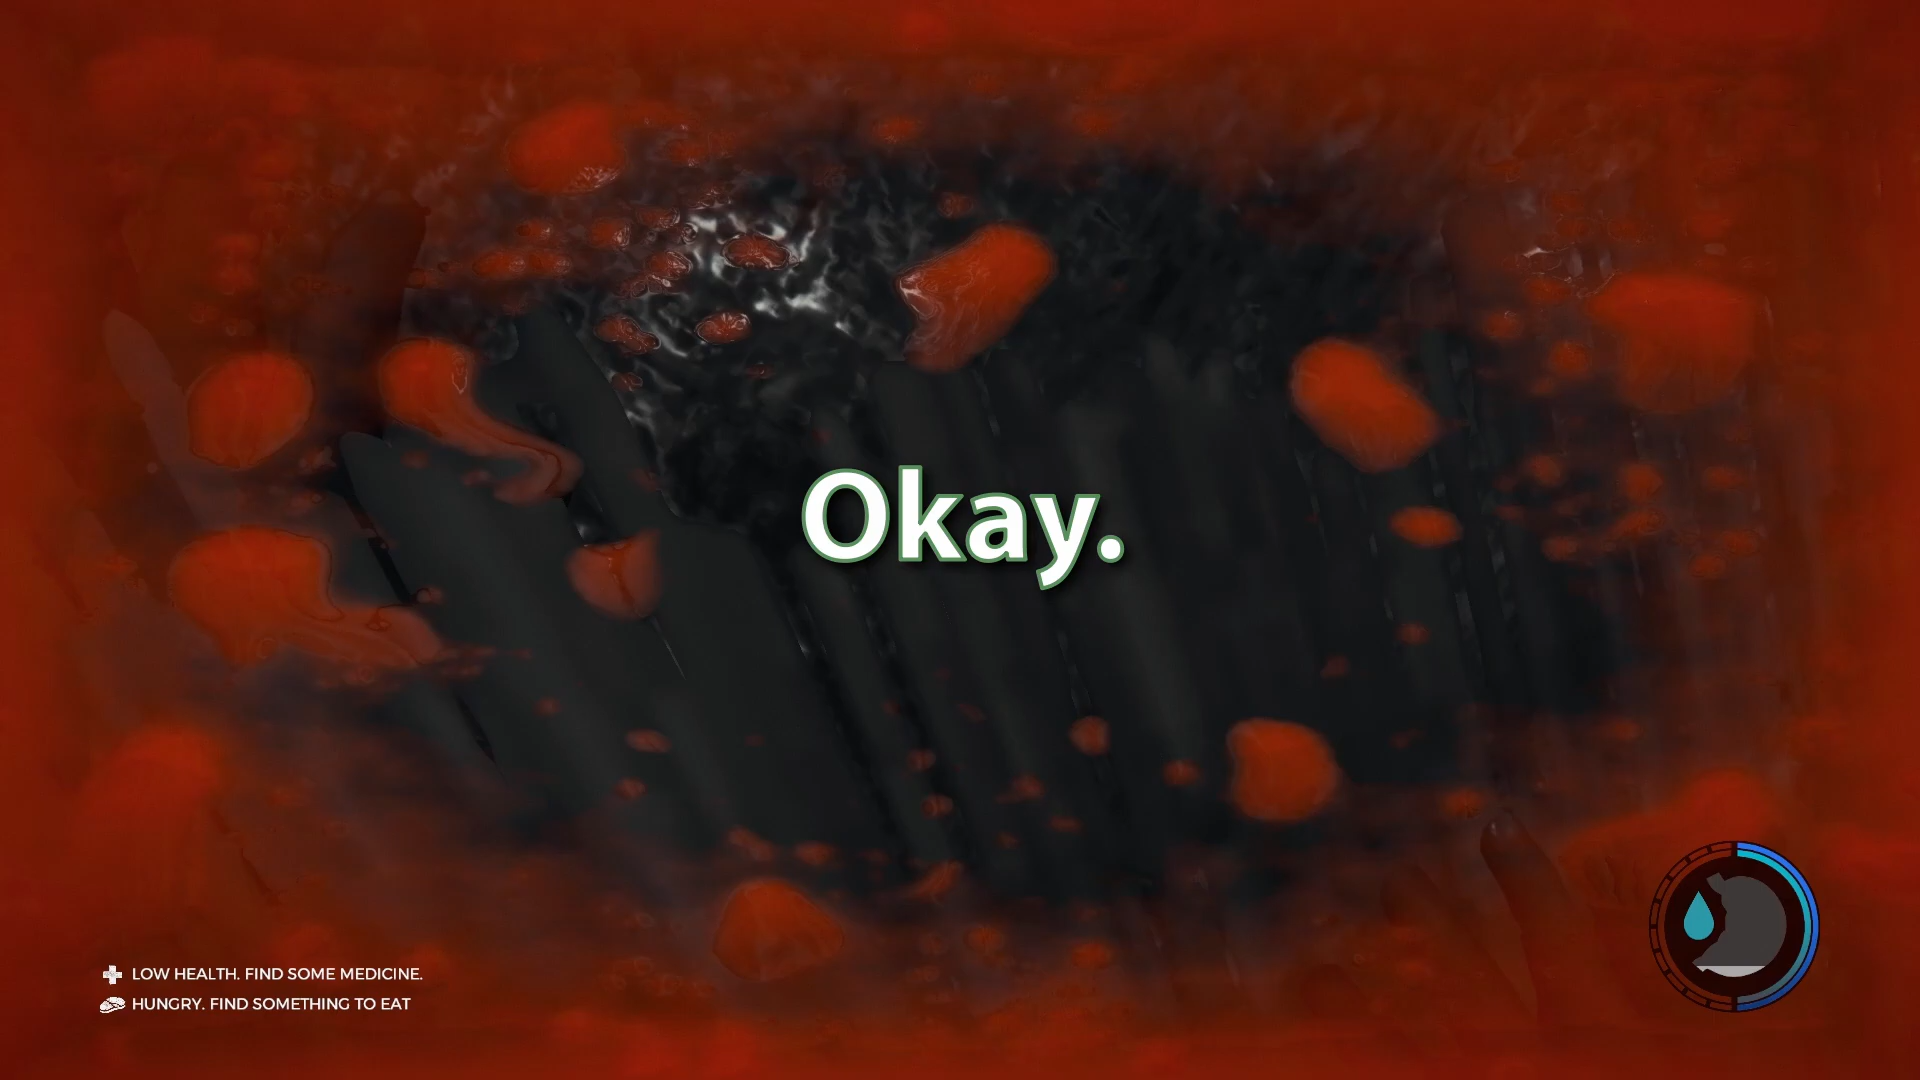 Okay.
LOW HEALTH. FIND SOME MEDICINE.
HUNGRY. FIND SOMETHING TO EAT